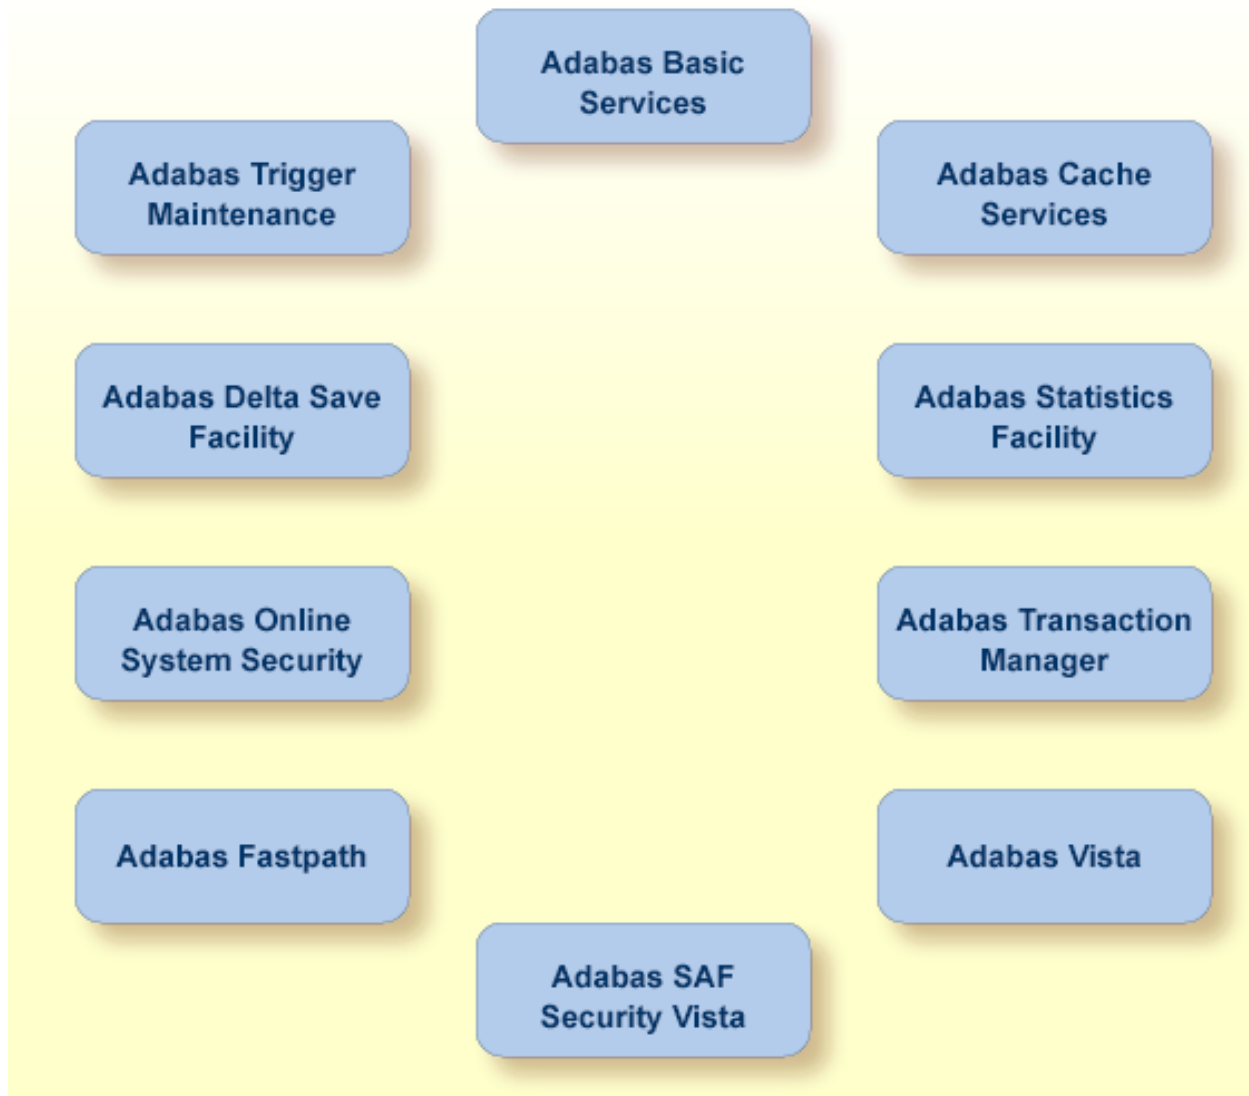 Adabas Basic
Services
Adabas Trigger
Maintenance
Adabas Cache
Services
Adabas Delta Save
Facility
Adabas Statistics
Facility
Adabas Online
System Security
Adabas Transaction
Manager
Adabas Fastpath
Adabas Vista
Adabas SAF
Security Vista